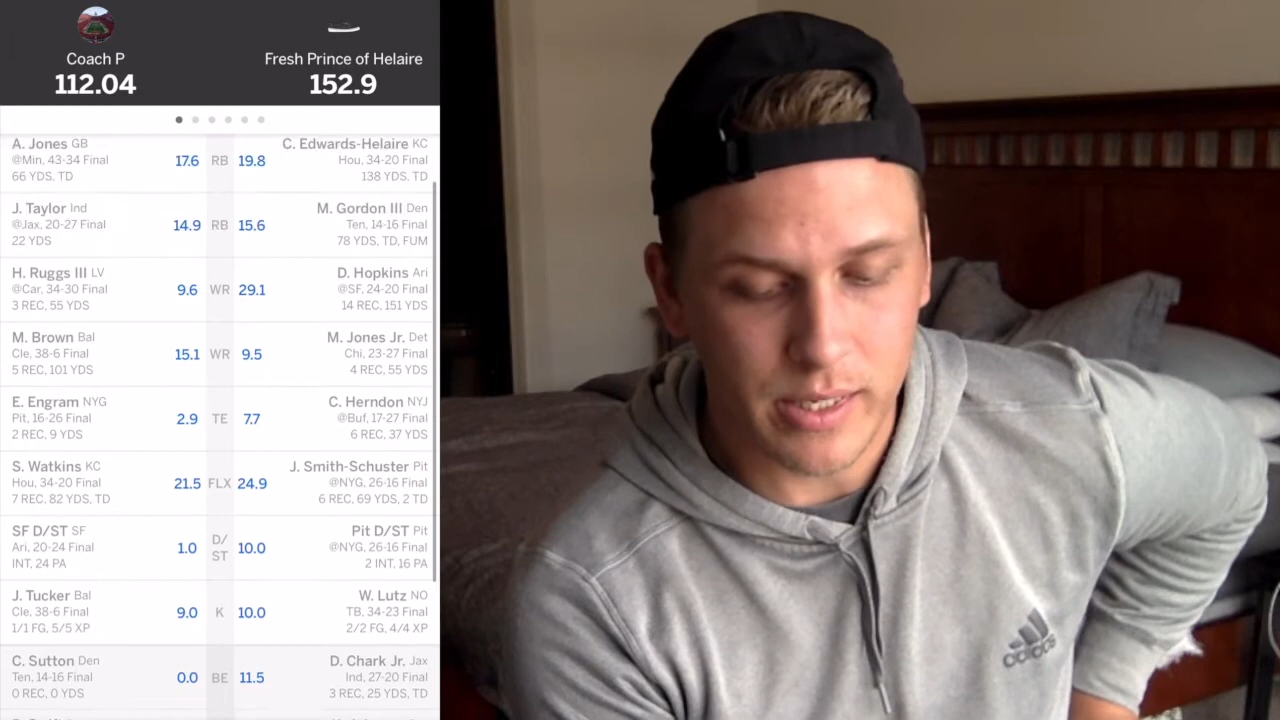 Coach P
112.04
Fresh Prince of Helaire
152.9
A. Jones GB
@Min, 43-34 Final
66 YDS, TD
17.6 RB 19.8
C. Edwards-Helaire KC
Hou, 34-20 Final
138 YDS, TD
J. Taylor Ind
@Jax, 20-27 Final
22 YDS
14.9 RB 15.6
M. Gordon III Den
Ten, 14-16 Final
78 YDS, TD, FUM
H. Ruggs III LV
@Car, 34-30 Final
3 REC, 55 YDS
9.6 WR 29.1
D. Hopkins Ari
@SF, 24-20 Final
14 REC, 151 YDS
M. Brown Bal
Cle, 38-6 Final
5 REC, 101 YDS
15.1 WR 9.5
M. Jones Jr. Det
Chi, 23-27 Final
4 REC, 55 YDS
E. Engram NYG
Pit, 16-26 Final
2 REC, 9 YDS
2.9 TE 7.7
C. Herndon NYJ
@Buf, 17-27 Final
6 REC, 37 YDS
S. Watkins KC
Hou, 34-20 Final
7 REC, 82 YDS, TD
21.5 FLX 24.9
J. Smith-Schuster Pit
@NYG, 26-16 Final
6 REC, 69 YDS, 2 TD
SF D/ST SF
Ari, 20-24 Final
INT, 24 PA
1.0 D/ST 10.0
Pit D/ST Pit
@NYG, 26-16 Final
2 INT, 16 PA
J. Tucker Bal
Cle, 38-6 Final
1/1 FG, 5/5 XP
9.0 K 10.0
W. Lutz NO
TB, 34-23 Final
2/2 FG, 4/4 XP
C. Sutton Den
Ten, 14-16 Final
0 REC, 0 YDS
0.0 BE 11.5
D. Chark Jr. Jax
Ind, 27-20 Final
3 REC, 25 YDS, TD
adidas